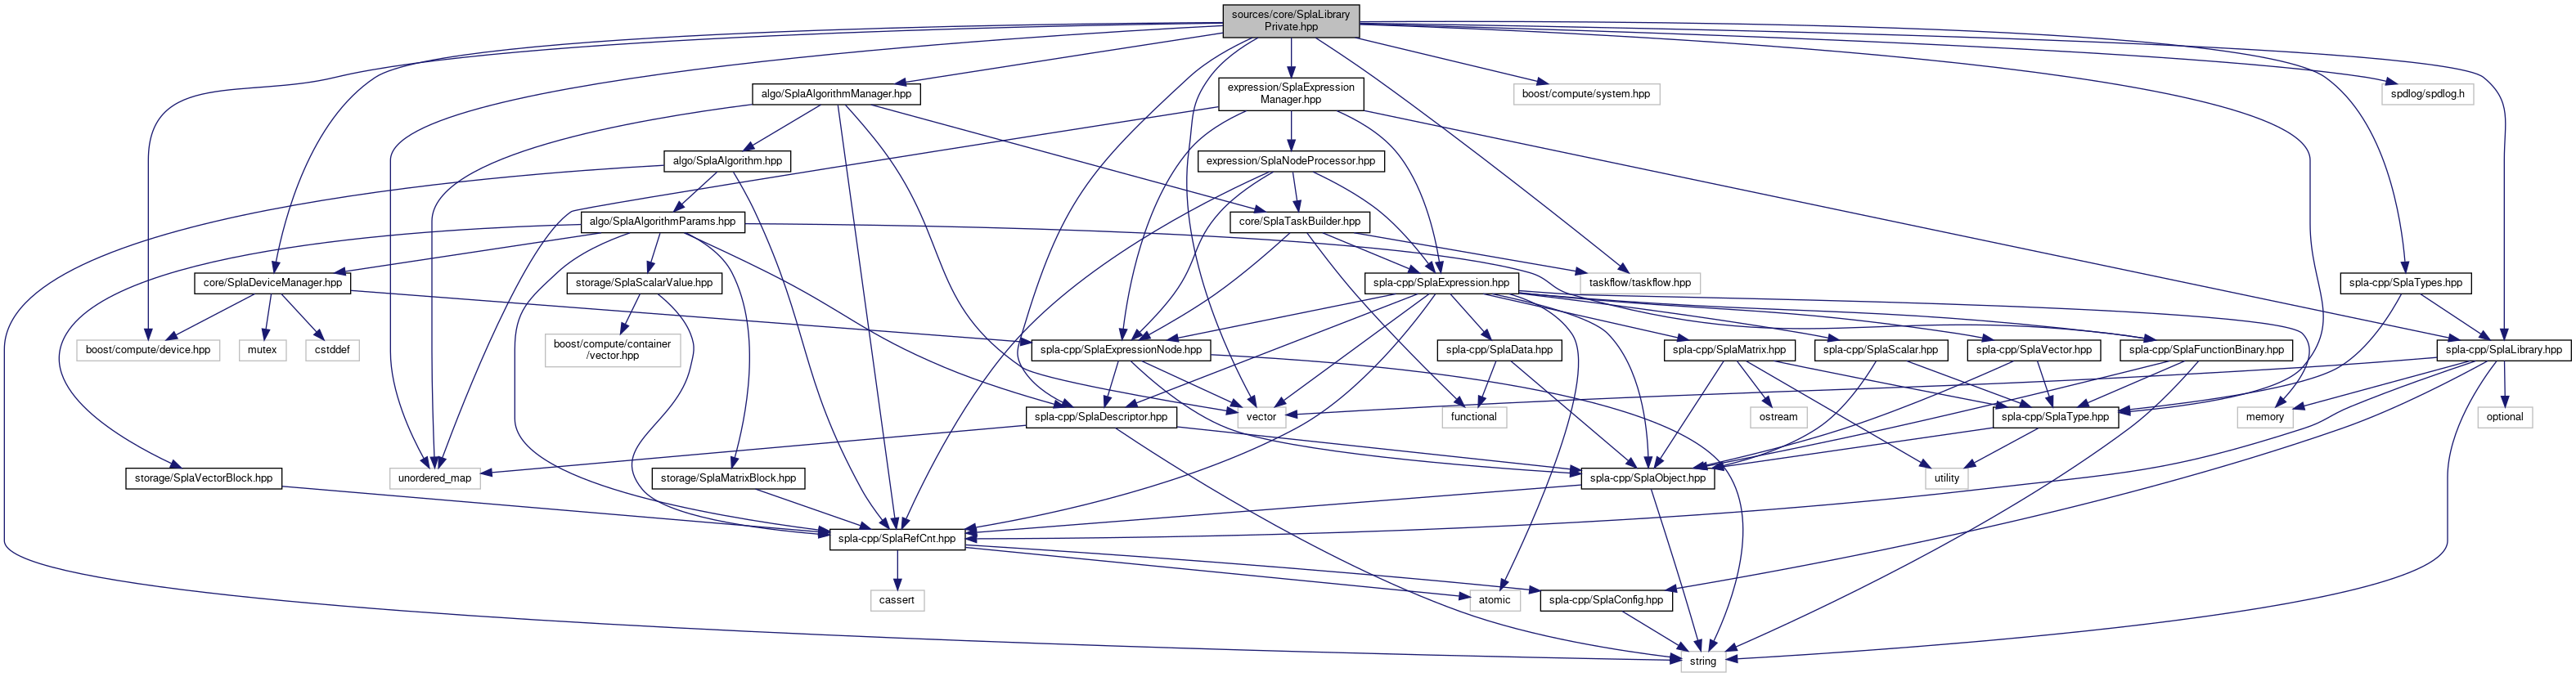 sources/core/SplaLibrary
Private.hpp
algo/SplaAlgorithmManager.hpp
expression/SplaExpression
Manager.hpp
boost/compute/system.hpp
spdlog/spdlog.h
algo/SplaAlgorithm.hpp
expression/SplaNodeProcessor.hpp
algo/SplaAlgorithmParams.hpp
core/SplaTaskBuilder.hpp
core/SplaDeviceManager.hpp
storage/SplaScalarValue.hpp
spla-cpp/SplaExpression.hpp
taskflow/taskflow.hpp
spla-cpp/SplaTypes.hpp
boost/compute/device.hpp
mutex
cstddef
boost/compute/container
/vector.hpp
spla-cpp/SplaExpressionNode.hpp
spla-cpp/SplaData.hpp
spla-cpp/SplaMatrix.hpp
spla-cpp/SplaScalar.hpp
spla-cpp/SplaVector.hpp
spla-cpp/SplaFunctionBinary.hpp
spla-cpp/SplaLibrary.hpp
spla-cpp/SplaDescriptor.hpp
vector
functional
ostream
spla-cpp/SplaType.hpp
memory
optional
storage/SplaVectorBlock.hpp
unordered_map
storage/SplaMatrixBlock.hpp
spla-cpp/SplaObject.hpp
utility
spla-cpp/SplaRefCnt.hpp
cassert
atomic
spla-cpp/SplaConfig.hpp
string